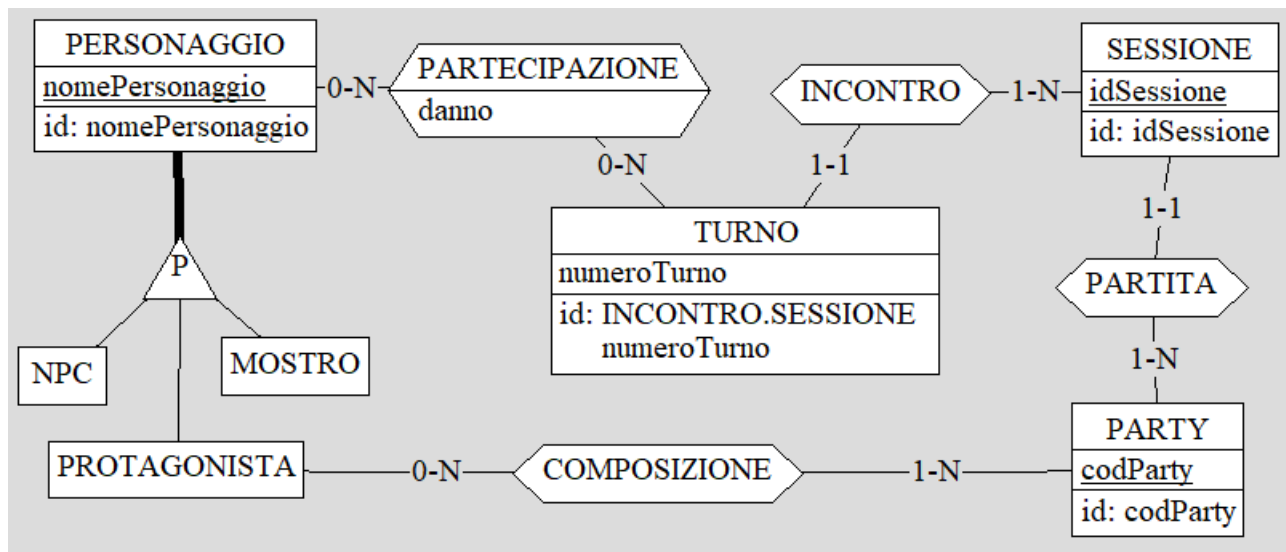 PERSONAGGIO
nomePersonaggio
id: nomePersonaggio
0-N
PARTECIPAZIONE
danno
INCONTRO
1-N
SESSIONE
idSessione
id: idSessione
0-N
1-1
1-1
TURNO
numeroTurno
id: INCONTRO.SESSIONE
numeroTurno
P
PARTITA
NPC
MOSTRO
1-N
PROTAGONISTA
0-N
COMPOSIZIONE
1-N
PARTY
codParty
id: codParty